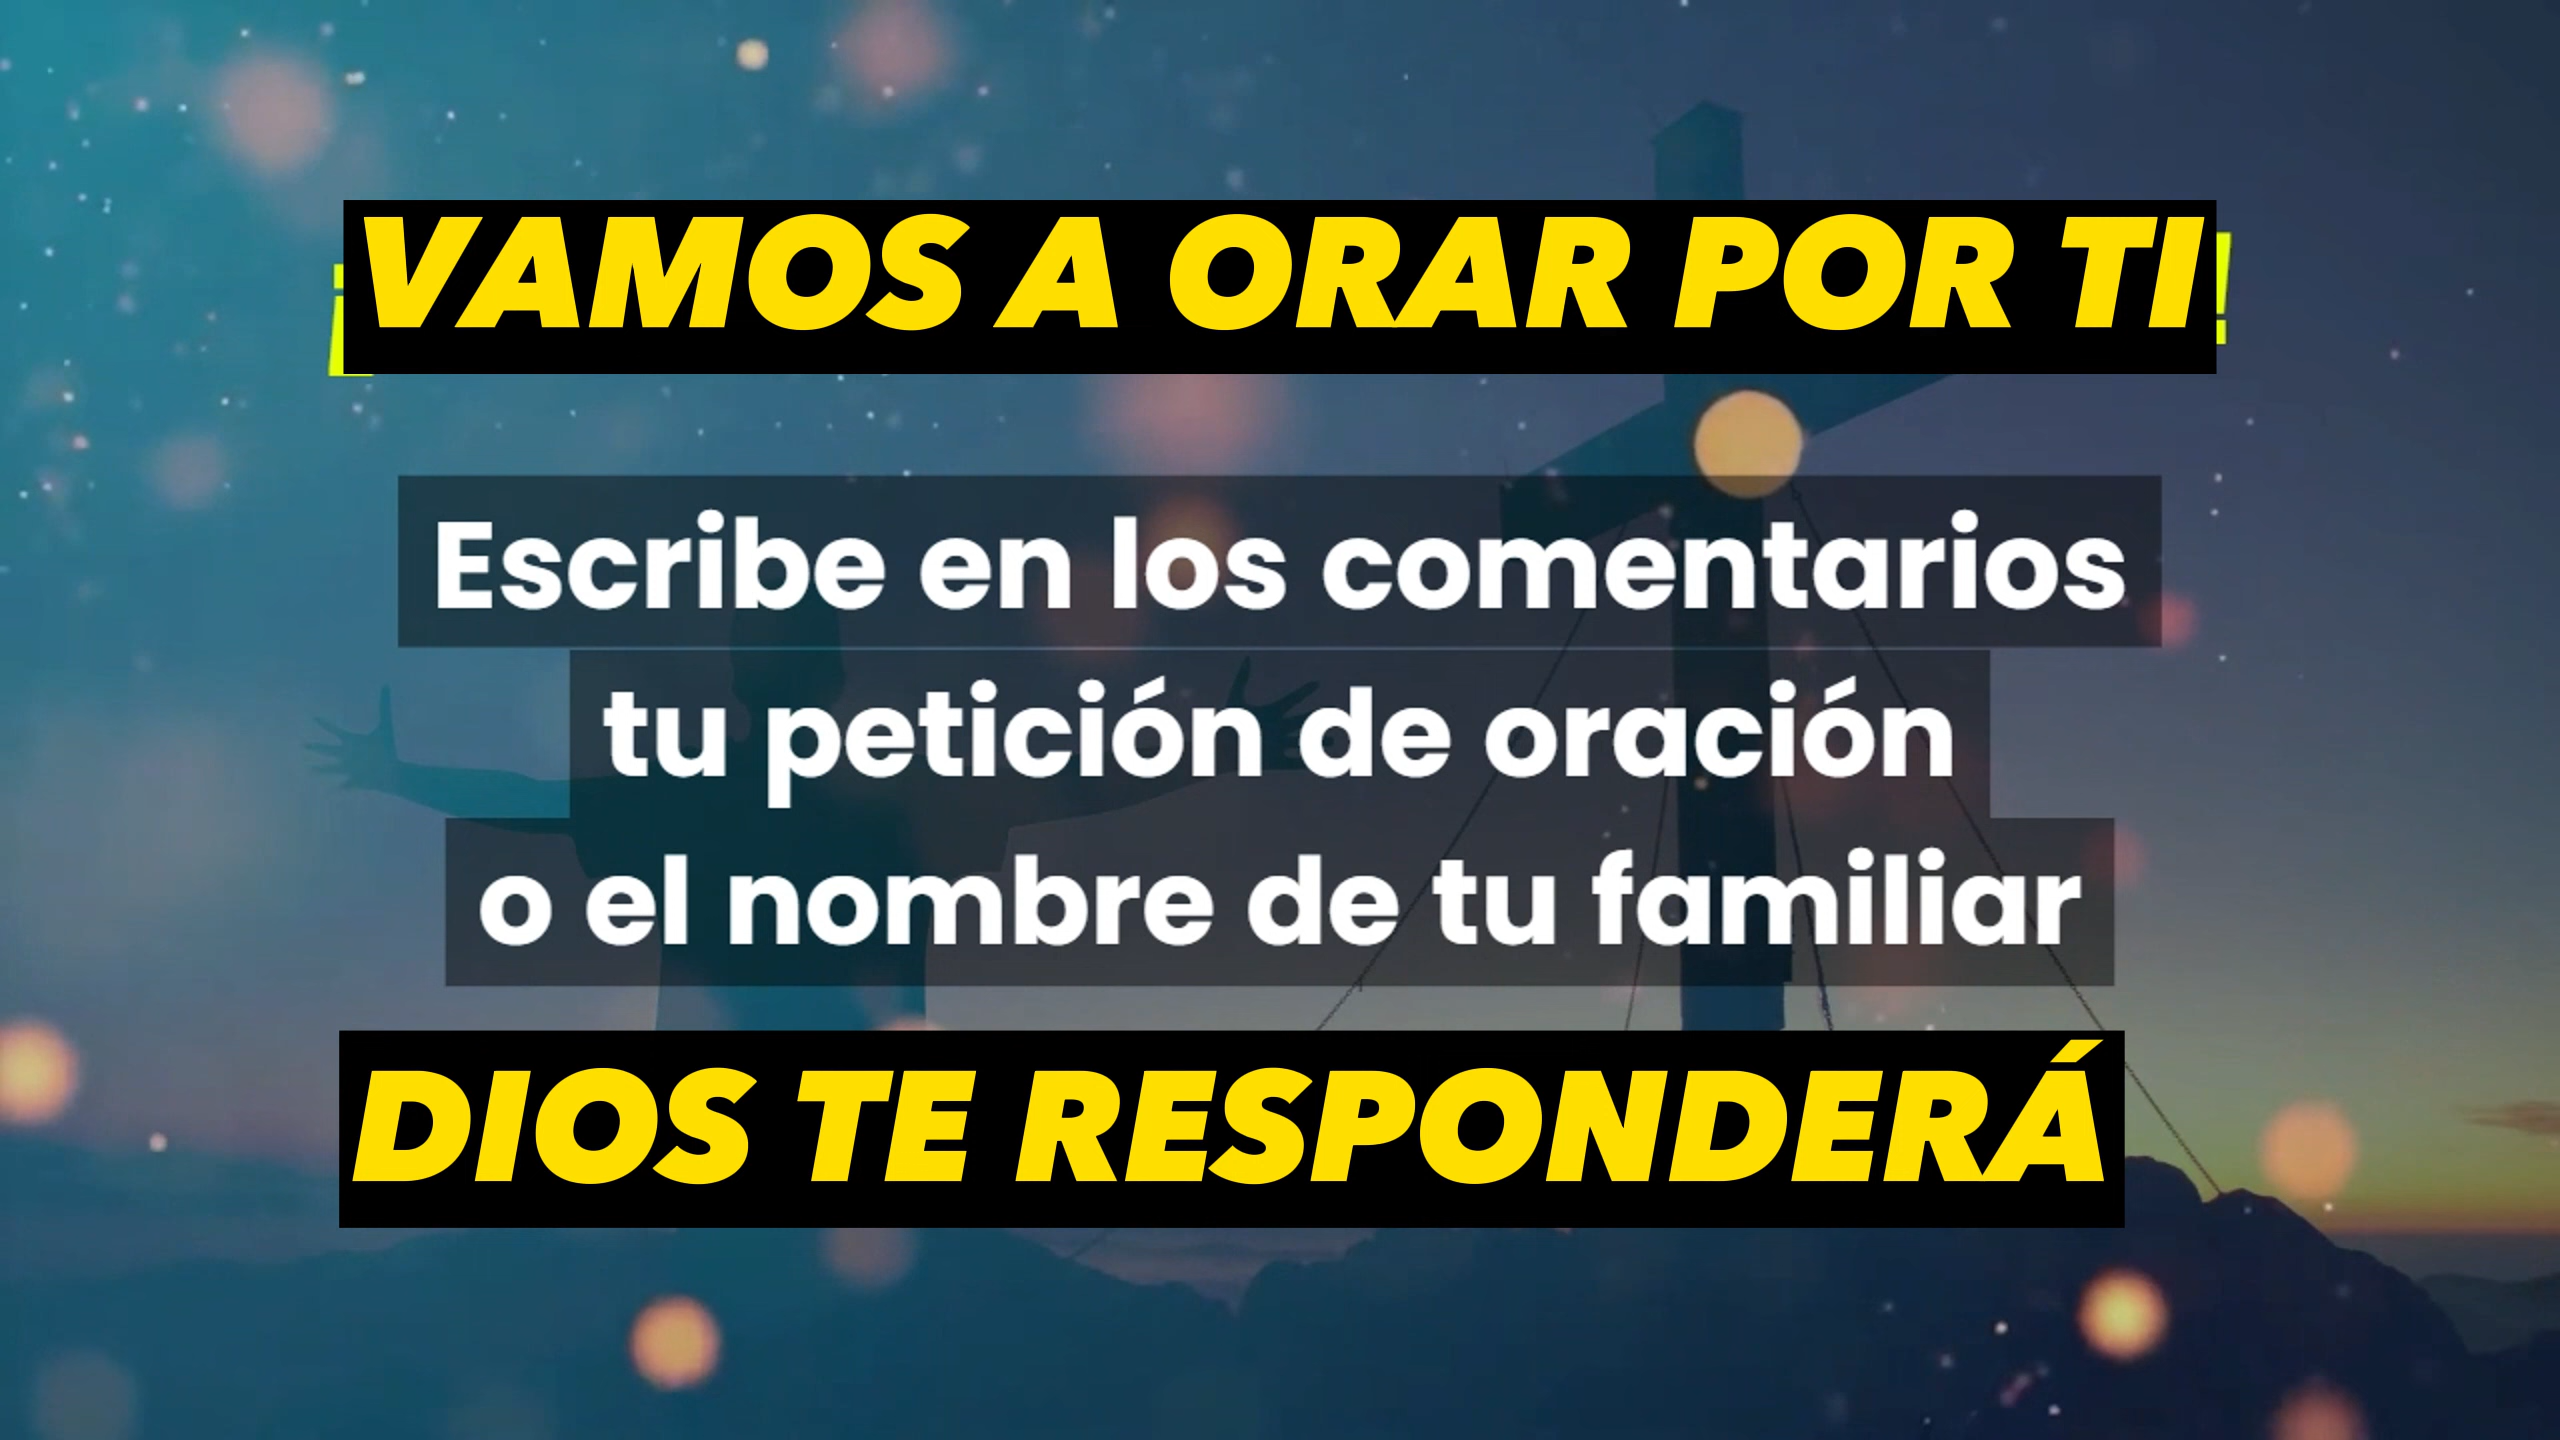 ¡VAMOS A ORAR POR TI!
Escribe en los comentarios
tu petición de oración
o el nombre de tu familiar
DIOS TE RESPONDERÁ